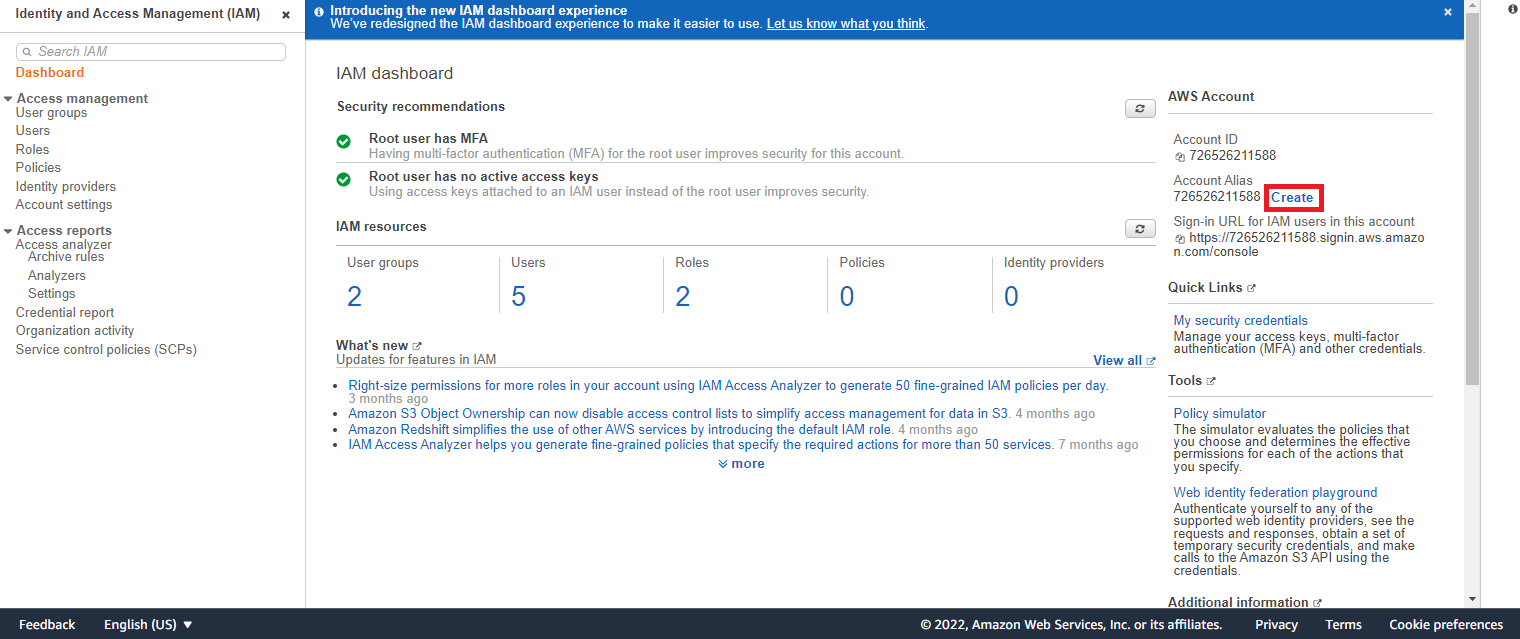 Identity and Access Management (IAM)
Search IAM
Dashboard
Access management
User groups
Users
Roles
Policies
Identity providers
Account settings
Access reports
Access analyzer
Archive rules
Analyzers
Settings
Credential report
Organization activity
Service control policies (SCPs)
Introducing the new IAM dashboard experience
We've redesigned the IAM dashboard experience to make it easier to use. Let us know what you think.
IAM dashboard
Security recommendations
Root user has MFA
Having multi-factor authentication (MFA) for the root user improves security for this account.
Root user has no active access keys
Using access keys attached to an IAM user instead of the root user improves security.
IAM resources
User groups
2
Users
5
Roles
2
Policies
0
Identity providers
0
What's new
Updates for features in IAM
View all
Right-size permissions for more roles in your account using IAM Access Analyzer to generate 50 fine-grained IAM policies per day.
3 months ago
Amazon S3 Object Ownership can now disable access control lists to simplify access management for data in S3. 4 months ago
Amazon Redshift simplifies the use of other AWS services by introducing the default IAM role. 4 months ago
IAM Access Analyzer helps you generate fine-grained policies that specify the required actions for more than 50 services. 7 months ago
more
AWS Account
Account ID
726526211588
Account Alias
726526211588 Create
Sign-in URL for IAM users in this account
https://726526211588.signin.aws.amazo
n.com/console
Quick Links
My security credentials
Manage your access keys, multi-factor
authentication (MFA) and other credentials.
Tools
Policy simulator
The simulator evaluates the policies that
you choose and determines the effective
permissions for each of the actions that
you specify.
Web identity federation playground
Authenticate yourself to any of the
supported web identity providers, see the
requests and responses, obtain a set of
temporary security credentials, and make
calls to the Amazon S3 API using the
credentials.
Additional information
Feedback
English (US)
© 2022, Amazon Web Services, Inc. or its affiliates.
Privacy
Terms
Cookie preferences